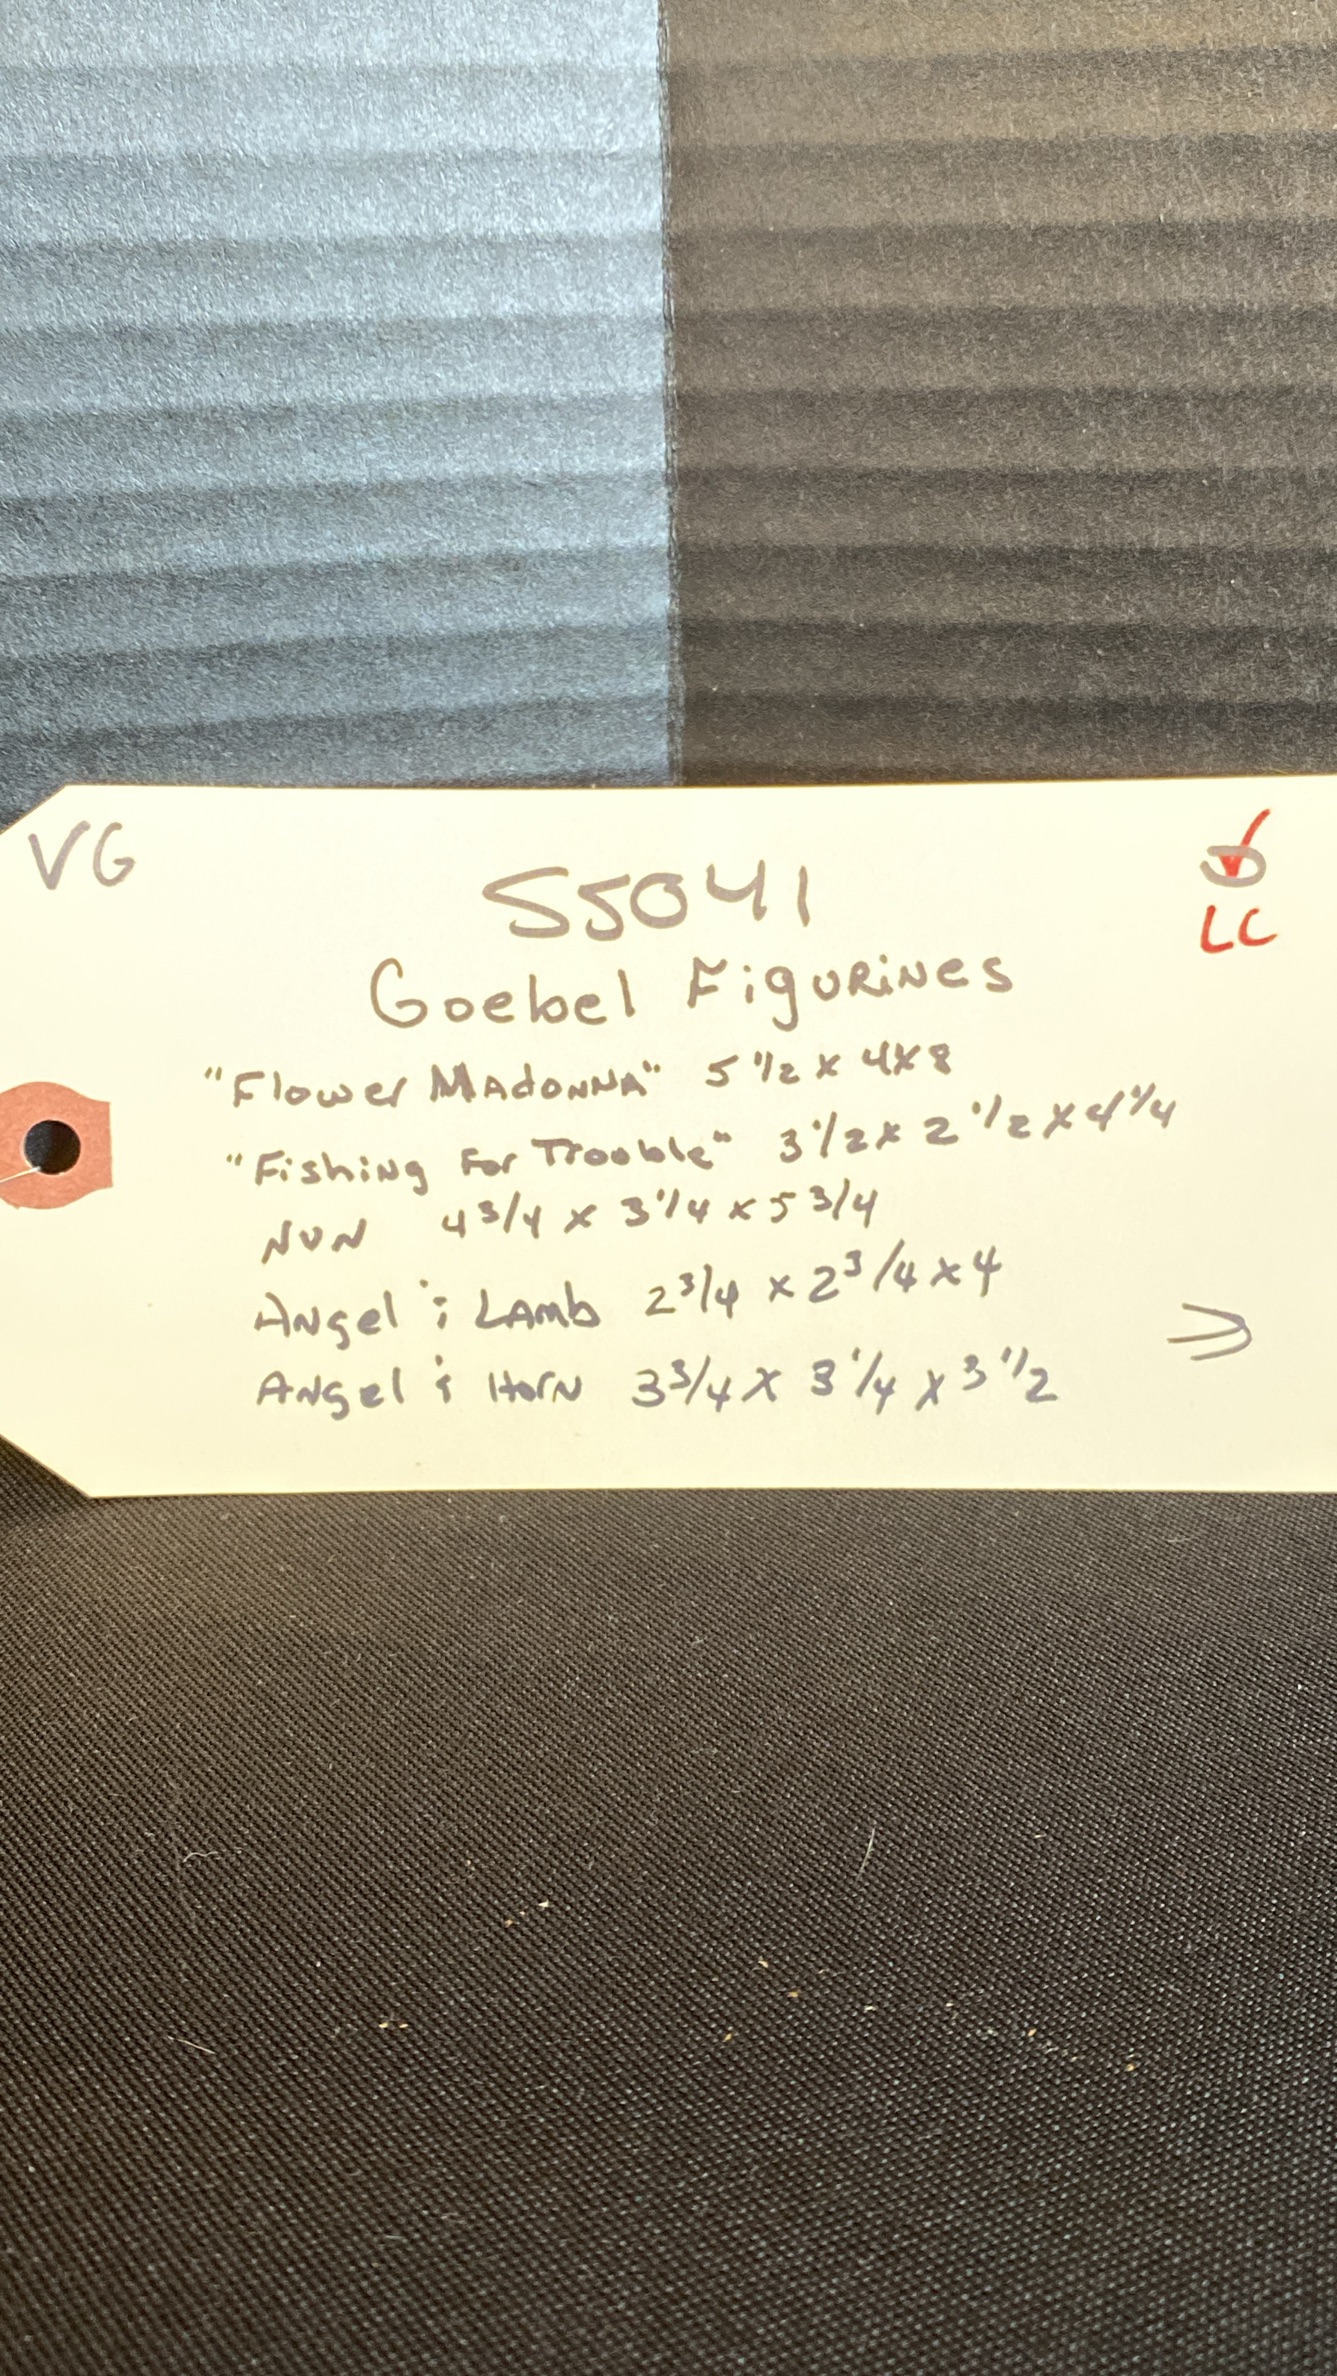 VG
S5041
LC
Goebel Figurines
"Flower Madonna" 5 1/2 x 4 x 8
"Fishing For Trouble" 3 1/2 x 2 1/2 x 4 1/4
NUN 4 3/4 x 3 1/4 x 5 3/4
Angel & Lamb 2 3/4 x 2 3/4 x 4
Angel & Horn 3 3/4 x 3 1/4 x 3 1/2